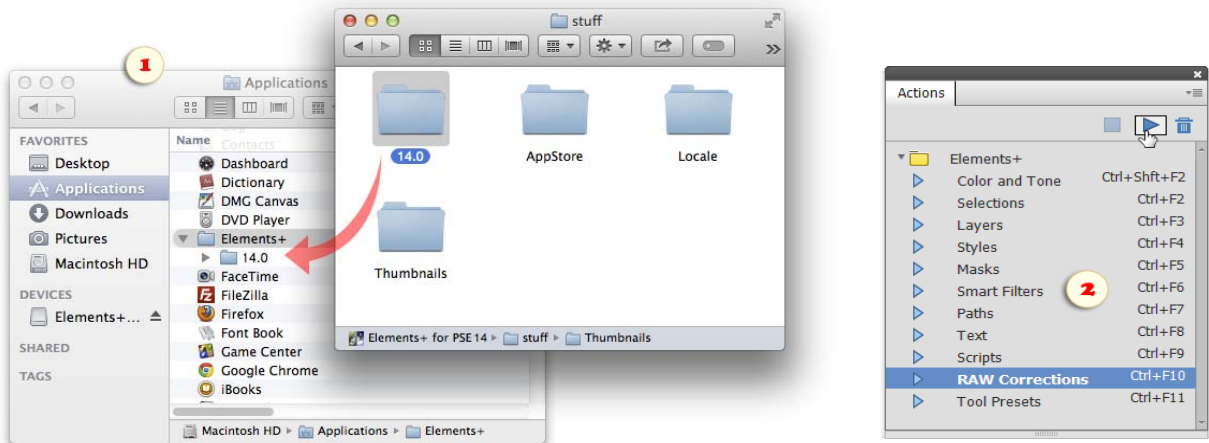 1
Applications
FAVORITES
Desktop
Applications
Downloads
Pictures
Macintosh HD
DEVICES
Elements+...
SHARED
TAGS
Name
Contacts
Dashboard
Dictionary
DMG Canvas
DVD Player
Elements+
14.0
FaceTime
FileZilla
Firefox
Font Book
Game Center
Google Chrome
iBooks
Macintosh HD ▸ Applications ▸ Elements+
stuff
14.0 AppStore Locale
Thumbnails
Elements+ for PSE 14 ▸ stuff ▸ Thumbnails
Actions
Elements+
Color and Tone Ctrl+Shft+F2
Selections Ctrl+F2
Layers Ctrl+F3
Styles Ctrl+F4
Masks Ctrl+F5
Smart Filters Ctrl+F6
Paths Ctrl+F7
Text Ctrl+F8
Scripts Ctrl+F9
RAW Corrections Ctrl+F10
Tool Presets Ctrl+F11
2